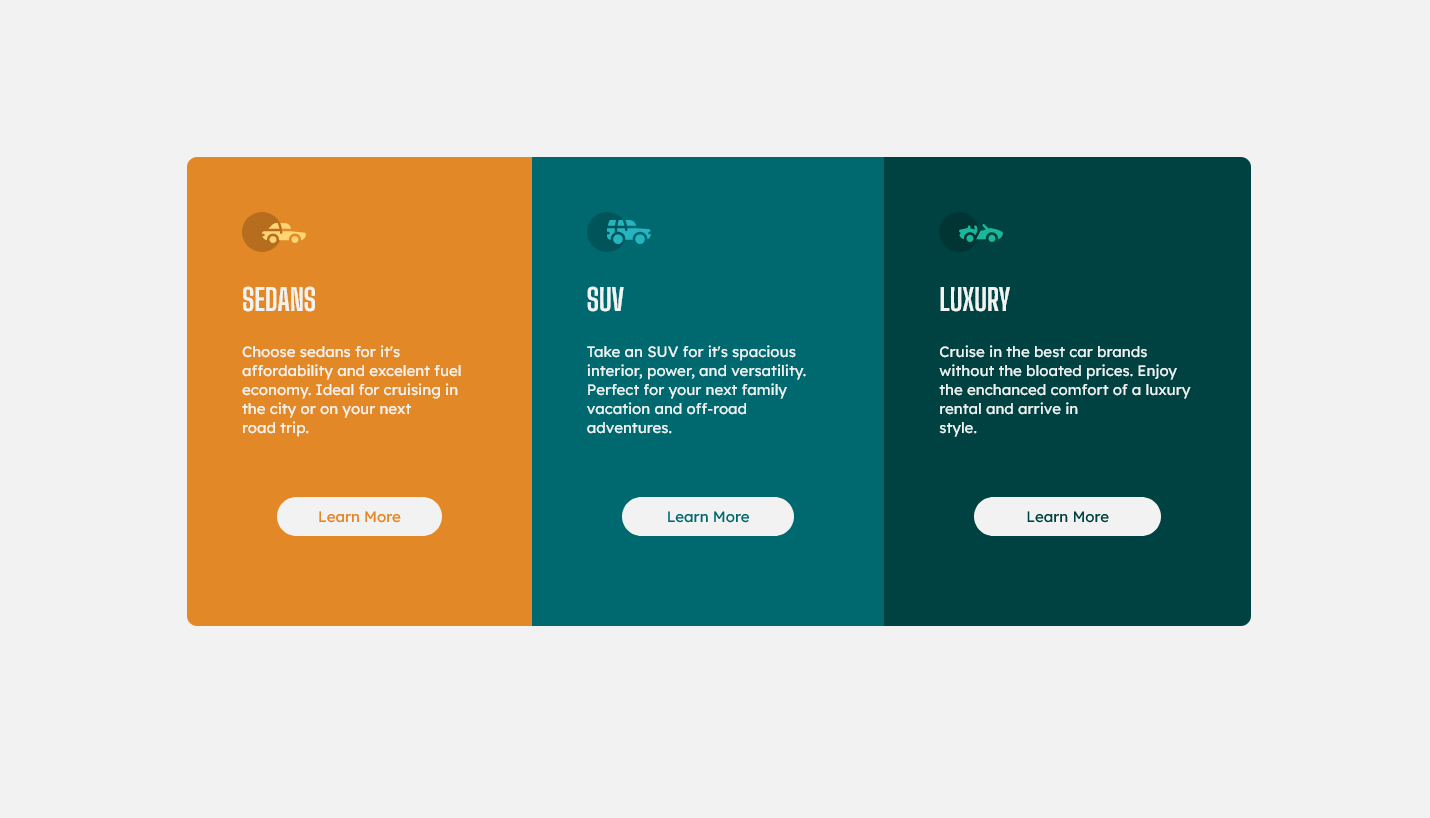 SEDANS
Choose sedans for it's
affordability and excelent fuel
economy. Ideal for cruising in
the city or on your next
road trip.
Learn More
SUV
Take an SUV for it's spacious
interior, power, and versatility.
Perfect for your next family
vacation and off-road
adventures.
Learn More
LUXURY
Cruise in the best car brands
without the bloated prices. Enjoy
the enchanced comfort of a luxury
rental and arrive in
style.
Learn More